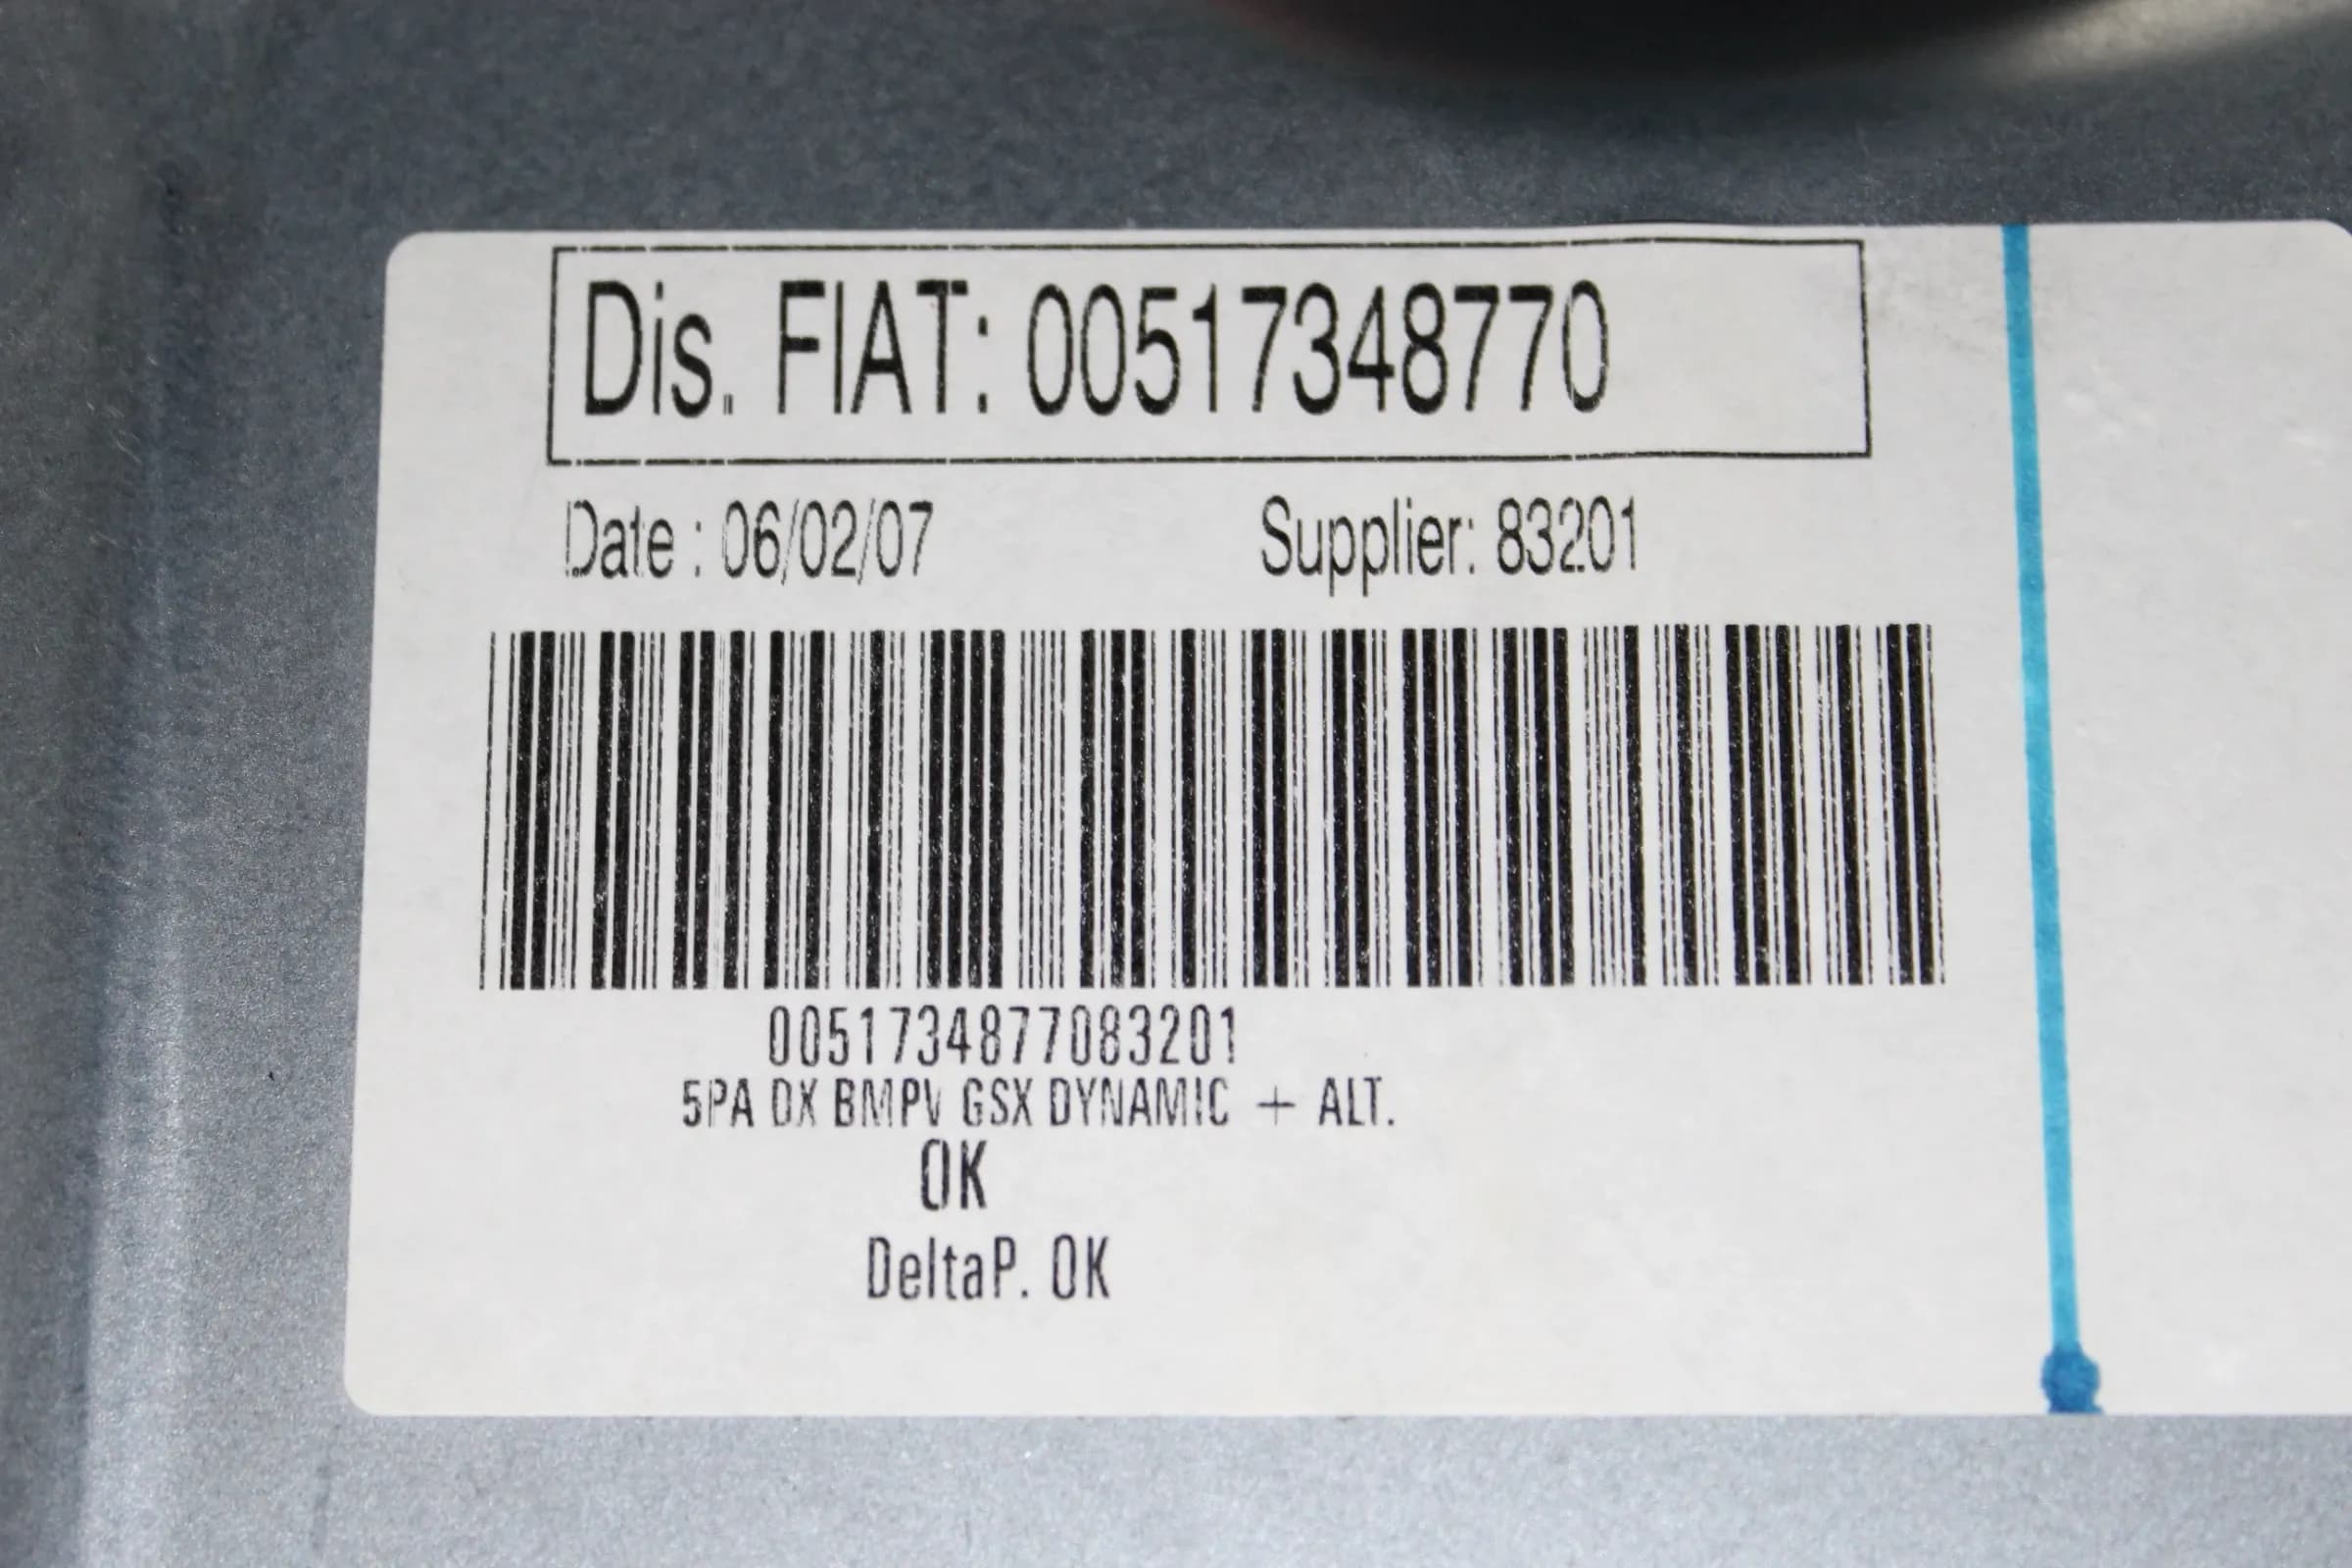 Dis. FIAT: 00517348770
Date : 06/02/07 Supplier: 83201
0051734877083201
5PA DX BMPV GSX DYNAMIC + ALT.
OK
DeltaP. OK